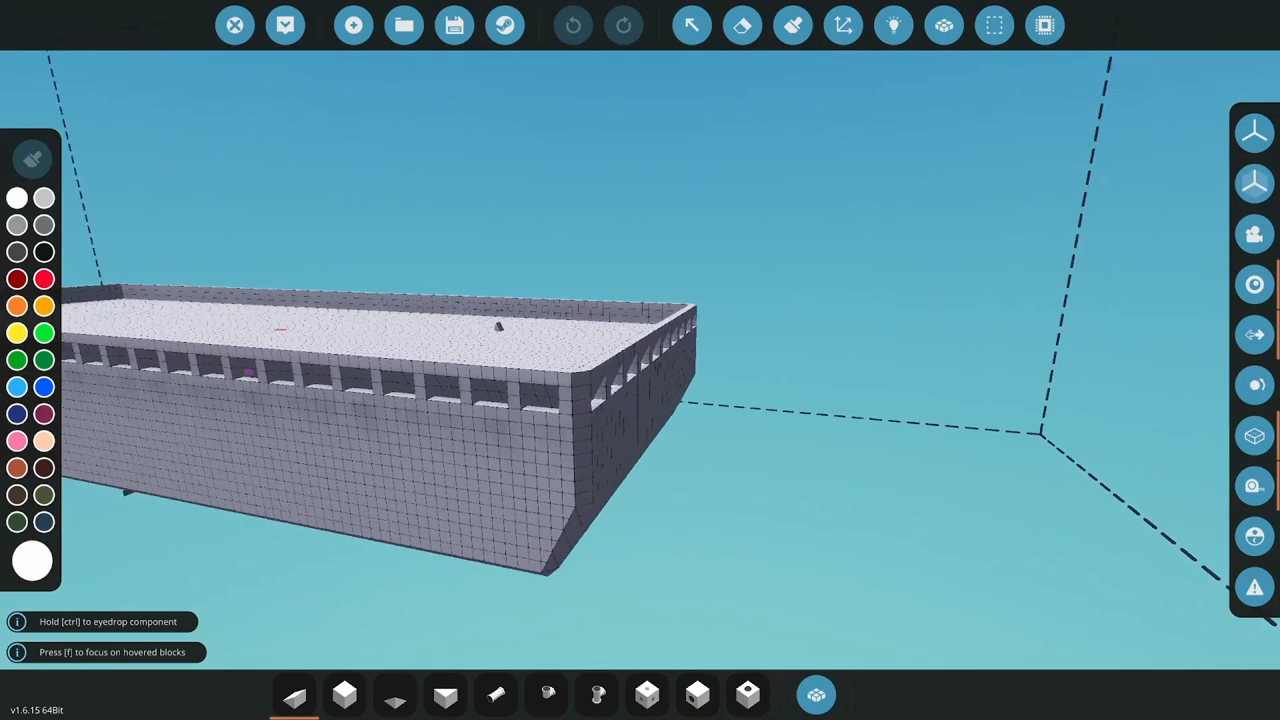 Hold [ctrl] to eyedrop component
Press [f] to focus on hovered blocks
v1.6.15 64Bit